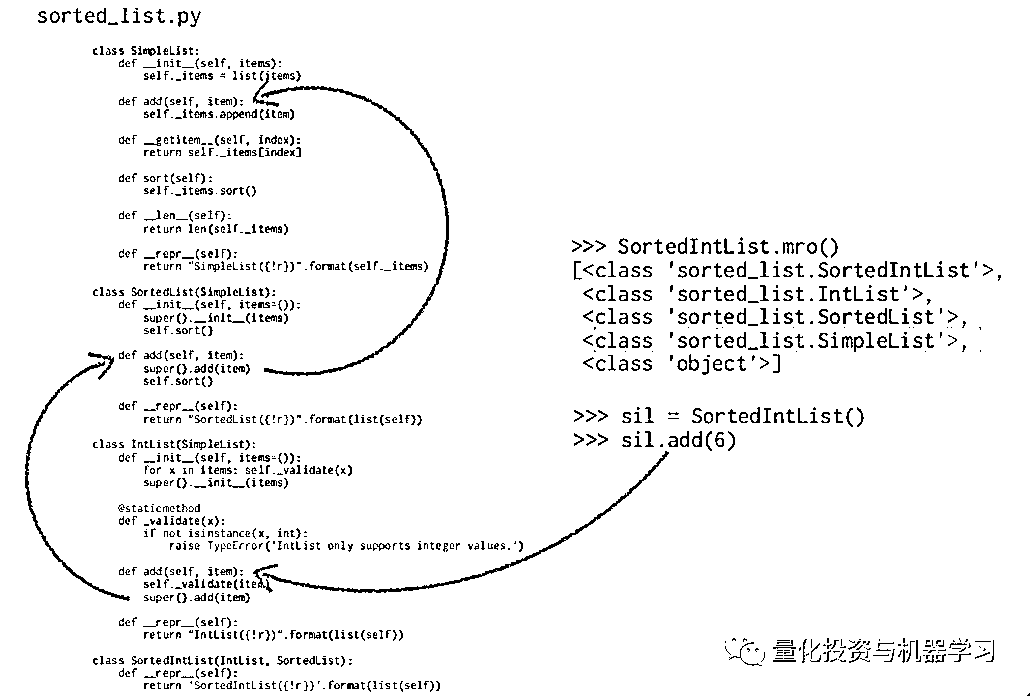 sorted_list.py
class SimpleList:
def __init__(self, items):
self._items = list(items)
def add(self, item):
self._items.append(item)
def __getitem__(self, index):
return self._items[index]
def sort(self):
self._items.sort()
def __len__(self):
return len(self._items)
def __repr__(self):
return "SimpleList({!r})".format(self._items)
class SortedList(SimpleList):
def __init__(self, items=()):
super().__init__(items)
self.sort()
def add(self, item):
super().add(item)
self.sort()
def __repr__(self):
return "SortedList({!r})".format(list(self))
class IntList(SimpleList):
def __init__(self, items=()):
for x in items: self._validate(x)
super().__init__(items)
@staticmethod
def _validate(x):
if not isinstance(x, int):
raise TypeError('IntList only supports integer values.')
def add(self, item):
self._validate(item)
super().add(item)
def __repr__(self):
return "IntList({!r})".format(list(self))
class SortedIntList(IntList, SortedList):
def __repr__(self):
return 'SortedIntList({!r})'.format(list(self))
>>> SortedIntList.mro()
[<class 'sorted_list.SortedIntList'>,
<class 'sorted_list.IntList'>,
<class 'sorted_list.SortedList'>,
<class 'sorted_list.SimpleList'>,
<class 'object'>]
>>> sil = SortedIntList()
>>> sil.add(6)
量化投资与机器学习